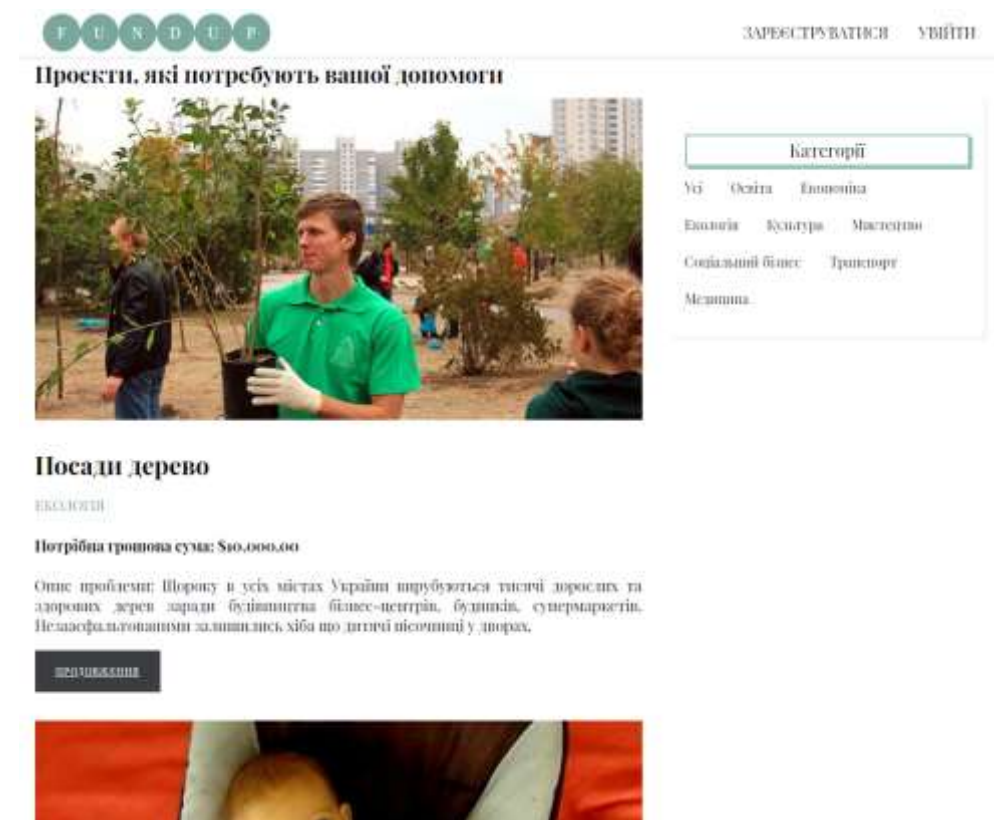 FUNDUP
ЗАРЕЄСТРУВАТИСЯ УВІЙТИ
Проєкти, які потребують вашої допомоги
Категорії
Усі Освіта Економіка
Екологія Культура Мистецтво
Соціальний бізнес Транспорт
Медицина
Посади дерево
ЕКОЛОГІЯ
Потрібна грошова сума: $10,000.00
Опис проблеми: Щороку в усіх містах України вирубуються тисячі дорослих та
здорових дерев заради будівництва бізнес-центрів, будинків, супермаркетів.
Незаасфальтованими залишились хіба що дитячі пісочниці у дворах.
ПРОДОВЖЕННЯ